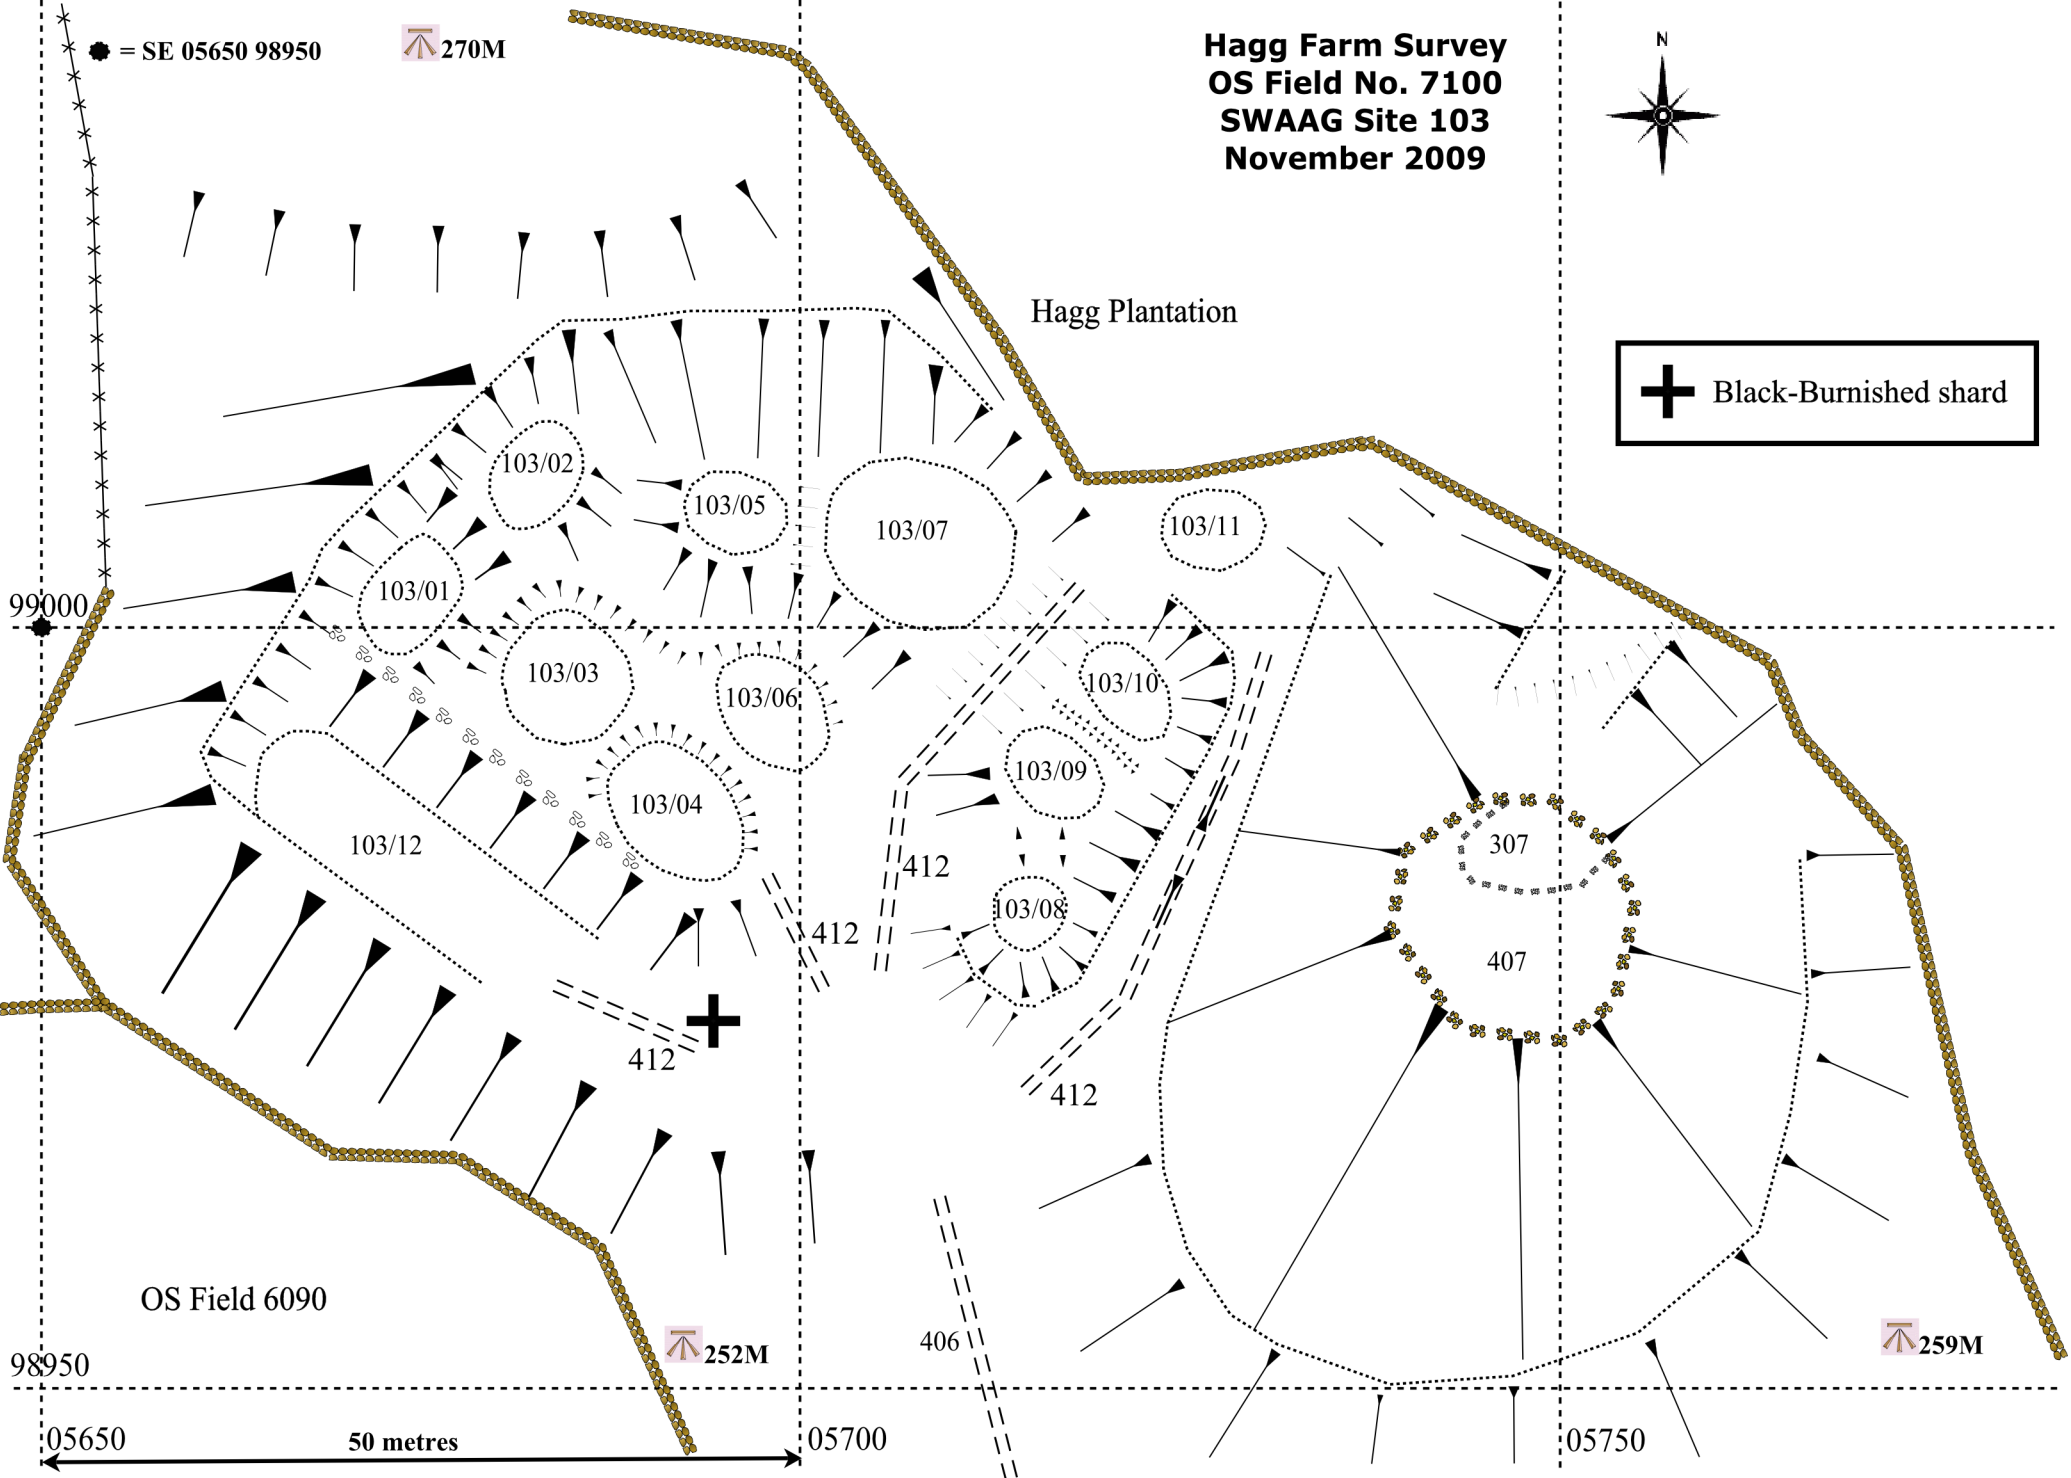 = SE 05650 98950
270M
Hagg Farm Survey
OS Field No. 7100
SWAAG Site 103
November 2009
N
Hagg Plantation
Black-Burnished shard
103/02
103/05
103/07
103/11
103/01
99000
103/03
103/06
103/10
103/09
103/04
103/12
307
412
103/08
412
407
412
412
OS Field 6090
406
252M
259M
98950
05650
50 metres
05700
05750